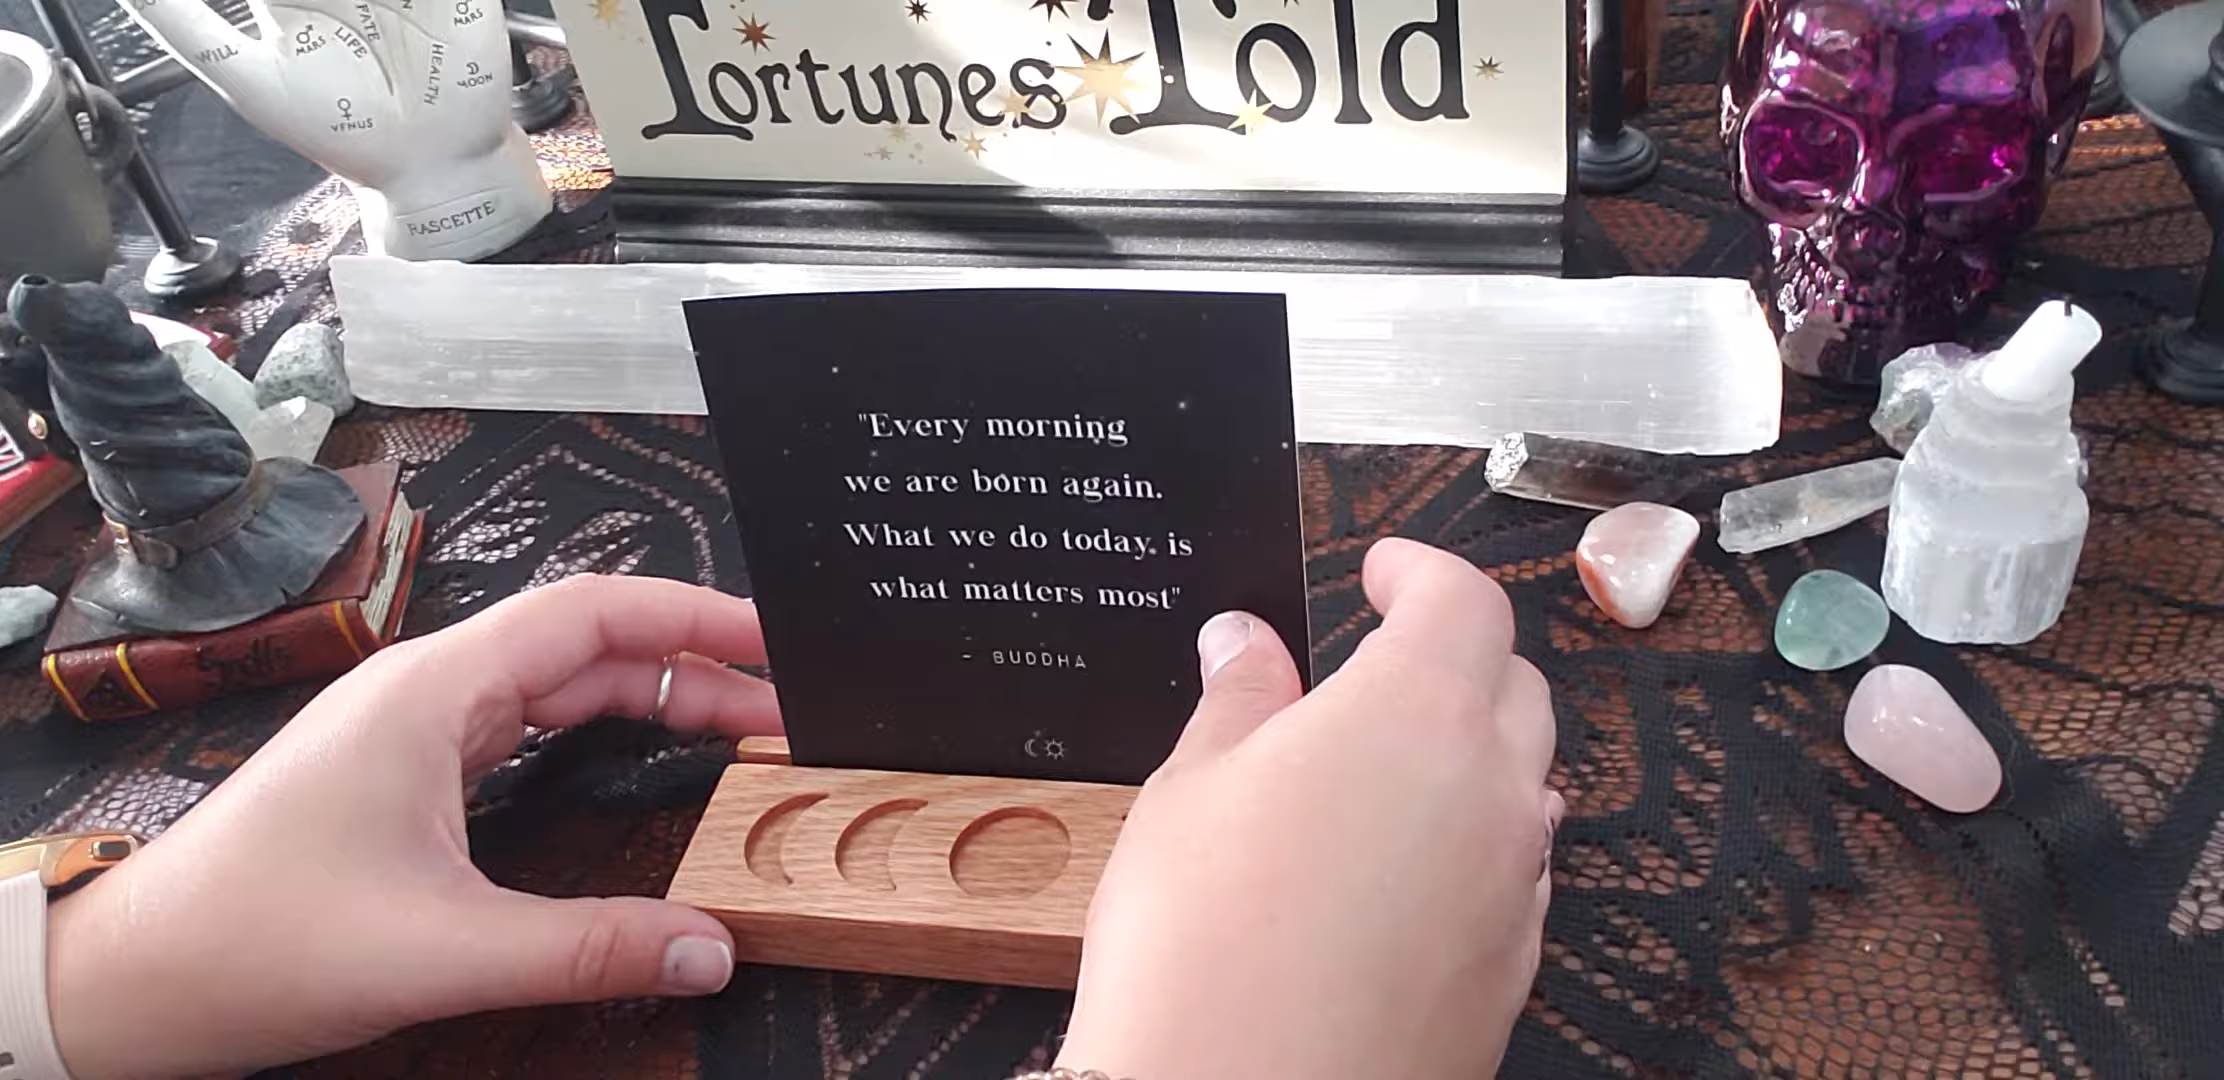 WILL
♂
MARS
FATE
LIFE
HEALTH
♂
MARS
☽
MOON
♀
VENUS
RASCETTE
Fortunes Told
"Every morning
we are born again.
What we do today is
what matters most"
- BUDDHA
Spells